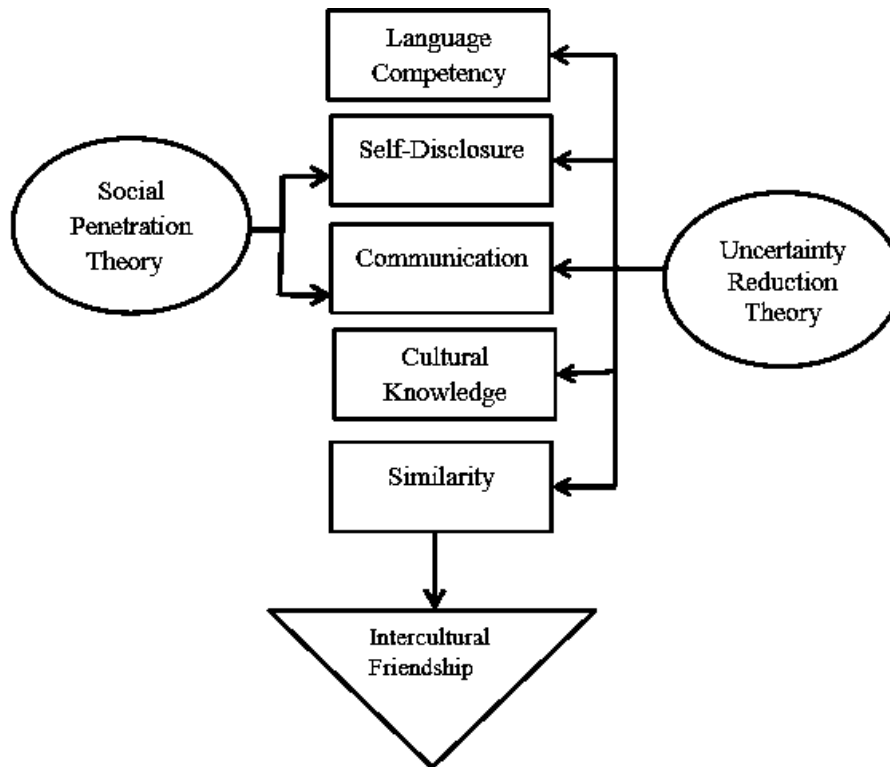 Language
Competency
Self-Disclosure
Social
Penetration
Theory
Communication
Uncertainty
Reduction
Theory
Cultural
Knowledge
Similarity
Intercultural
Friendship